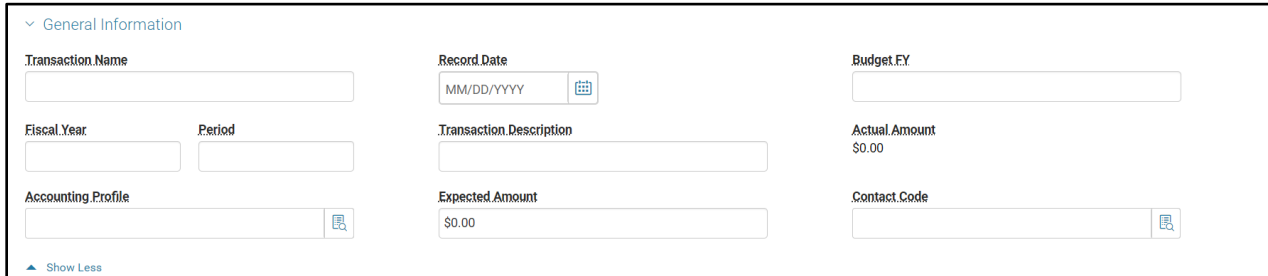 General Information
Transaction Name
Record Date
Budget FY
MM/DD/YYYY
Fiscal Year
Period
Transaction Description
Actual Amount
$0.00
Accounting Profile
Expected Amount
Contact Code
$0.00
Show Less